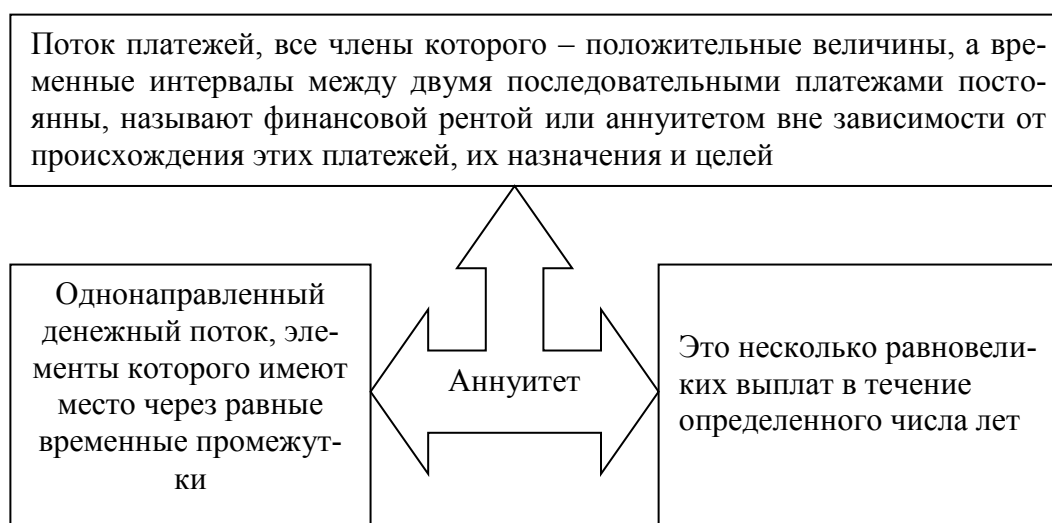 Поток платежей, все члены которого – положительные величины, а вре-
менные интервалы между двумя последовательными платежами посто-
янны, называют финансовой рентой или аннуитетом вне зависимости от
происхождения этих платежей, их назначения и целей
Однонаправленный
денежный поток, эле-
менты которого имеют
место через равные
временные промежут-
ки
Аннуитет
Это несколько равновели-
ких выплат в течение
определенного числа лет